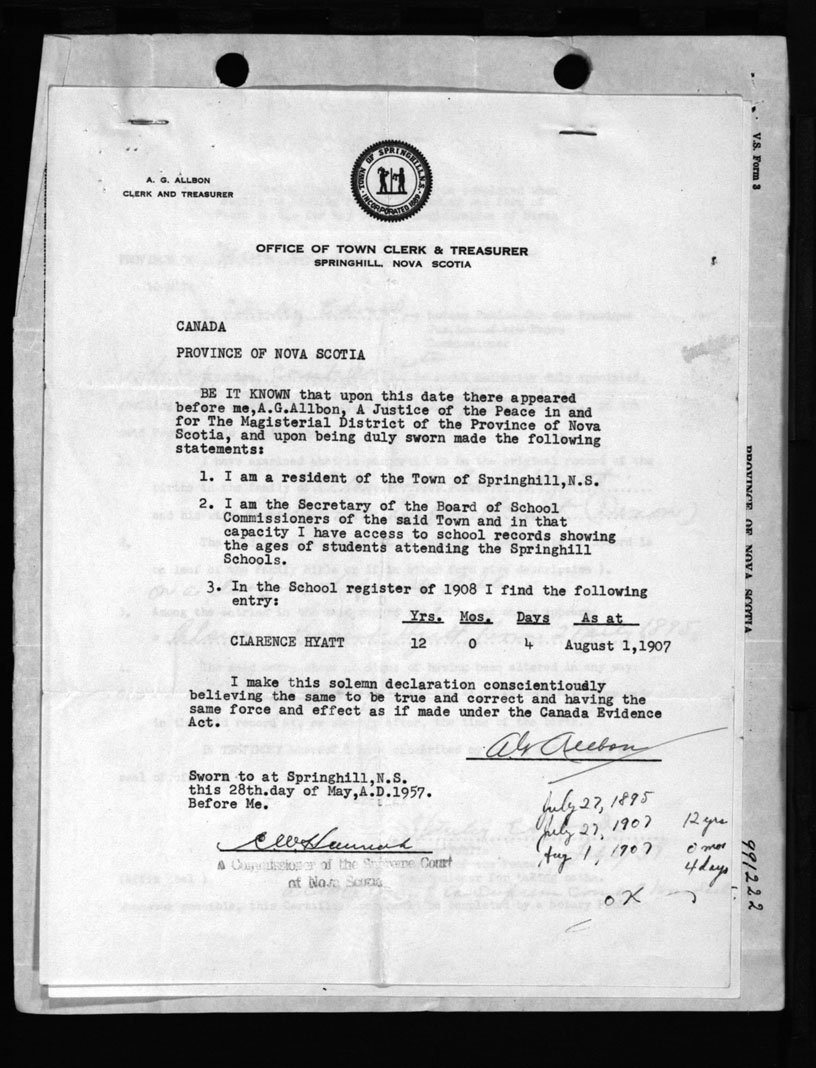 V.S. Form 3
TOWN OF SPRINGHILL, N.S.
INCORPORATED 1889
A. G. ALLBON
CLERK AND TREASURER
OFFICE OF TOWN CLERK & TREASURER
SPRINGHILL, NOVA SCOTIA
CANADA
PROVINCE OF NOVA SCOTIA
BE IT KNOWN that upon this date there appeared
before me,A.G.Allbon, A Justice of the Peace in and
for The Magisterial District of the Province of Nova
Scotia, and upon being duly sworn made the following
statements:
1. I am a resident of the Town of Springhill,N.S.
2. I am the Secretary of the Board of School
Commissioners of the said Town and in that
capacity I have access to school records showing
the ages of students attending the Springhill
Schools.
3. In the School register of 1908 I find the following
entry:
Yrs. Mos. Days As at
CLARENCE HYATT 12 0 4 August 1,1907
I make this solemn declaration conscientioudly
believing the same to be true and correct and having the
same force and effect as if made under the Canada Evidence
Act.
AG Allbon
Sworn to at Springhill,N.S.
this 28th.day of May,A.D.1957.
Before Me.
A Commissioner of the Supreme Court
of Nova Scotia
July 27, 1895
July 27, 1907 12 yrs
Aug 1, 1907 0 mos
4 days
OK
PROVINCE OF NOVA SCOTIA
991222